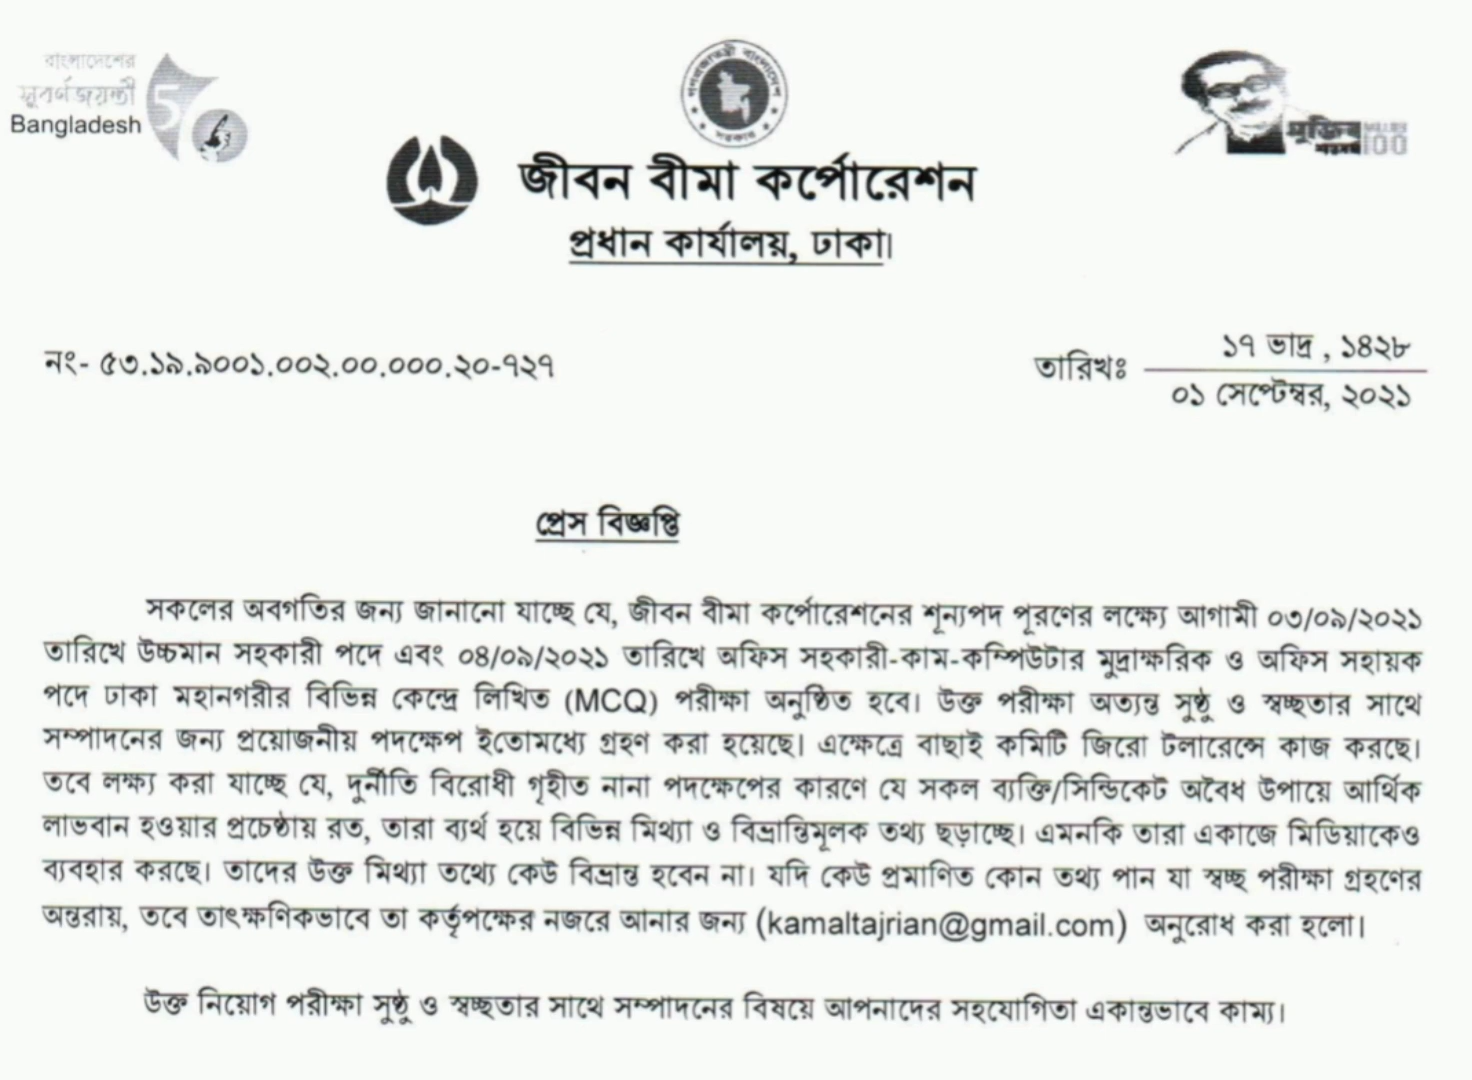 বাংলাদেশের
সুবর্ণজয়ন্তী
Bangladesh
50
গণপ্রজাতন্ত্রী বাংলাদেশ
সরকার
মুজিব
শতবর্ষ 100
জীবন বীমা কর্পোরেশন
প্রধান কার্যালয়, ঢাকা।
নং- ৫৩.১৯.৯০০১.০০২.০০.০০০.২০-৭২৭
তারিখঃ
১৭ ভাদ্র , ১৪২৮
০১ সেপ্টেম্বর, ২০২১
প্রেস বিজ্ঞপ্তি
সকলের অবগতির জন্য জানানো যাচ্ছে যে, জীবন বীমা কর্পোরেশনের শূন্যপদ পূরণের লক্ষ্যে আগামী ০৩/০৯/২০২১
তারিখে উচ্চমান সহকারী পদে এবং ০৪/০৯/২০২১ তারিখে অফিস সহকারী-কাম-কম্পিউটার মুদ্রাক্ষরিক ও অফিস সহায়ক
পদে ঢাকা মহানগরীর বিভিন্ন কেন্দ্রে লিখিত (MCQ) পরীক্ষা অনুষ্ঠিত হবে। উক্ত পরীক্ষা অত্যন্ত সুষ্ঠু ও স্বচ্ছতার সাথে
সম্পাদনের জন্য প্রয়োজনীয় পদক্ষেপ ইতোমধ্যে গ্রহণ করা হয়েছে। এক্ষেত্রে বাছাই কমিটি জিরো টলারেন্সে কাজ করছে।
তবে লক্ষ্য করা যাচ্ছে যে, দুর্নীতি বিরোধী গৃহীত নানা পদক্ষেপের কারণে যে সকল ব্যক্তি/সিন্ডিকেট অবৈধ উপায়ে আর্থিক
লাভবান হওয়ার প্রচেষ্ঠায় রত, তারা ব্যর্থ হয়ে বিভিন্ন মিথ্যা ও বিভ্রান্তিমূলক তথ্য ছড়াচ্ছে। এমনকি তারা একাজে মিডিয়াকেও
ব্যবহার করছে। তাদের উক্ত মিথ্যা তথ্যে কেউ বিভ্রান্ত হবেন না। যদি কেউ প্রমাণিত কোন তথ্য পান যা স্বচ্ছ পরীক্ষা গ্রহণের
অন্তরায়, তবে তাৎক্ষণিকভাবে তা কর্তৃপক্ষের নজরে আনার জন্য (kamaltajrian@gmail.com) অনুরোধ করা হলো।
উক্ত নিয়োগ পরীক্ষা সুষ্ঠু ও স্বচ্ছতার সাথে সম্পাদনের বিষয়ে আপনাদের সহযোগিতা একান্তভাবে কাম্য।